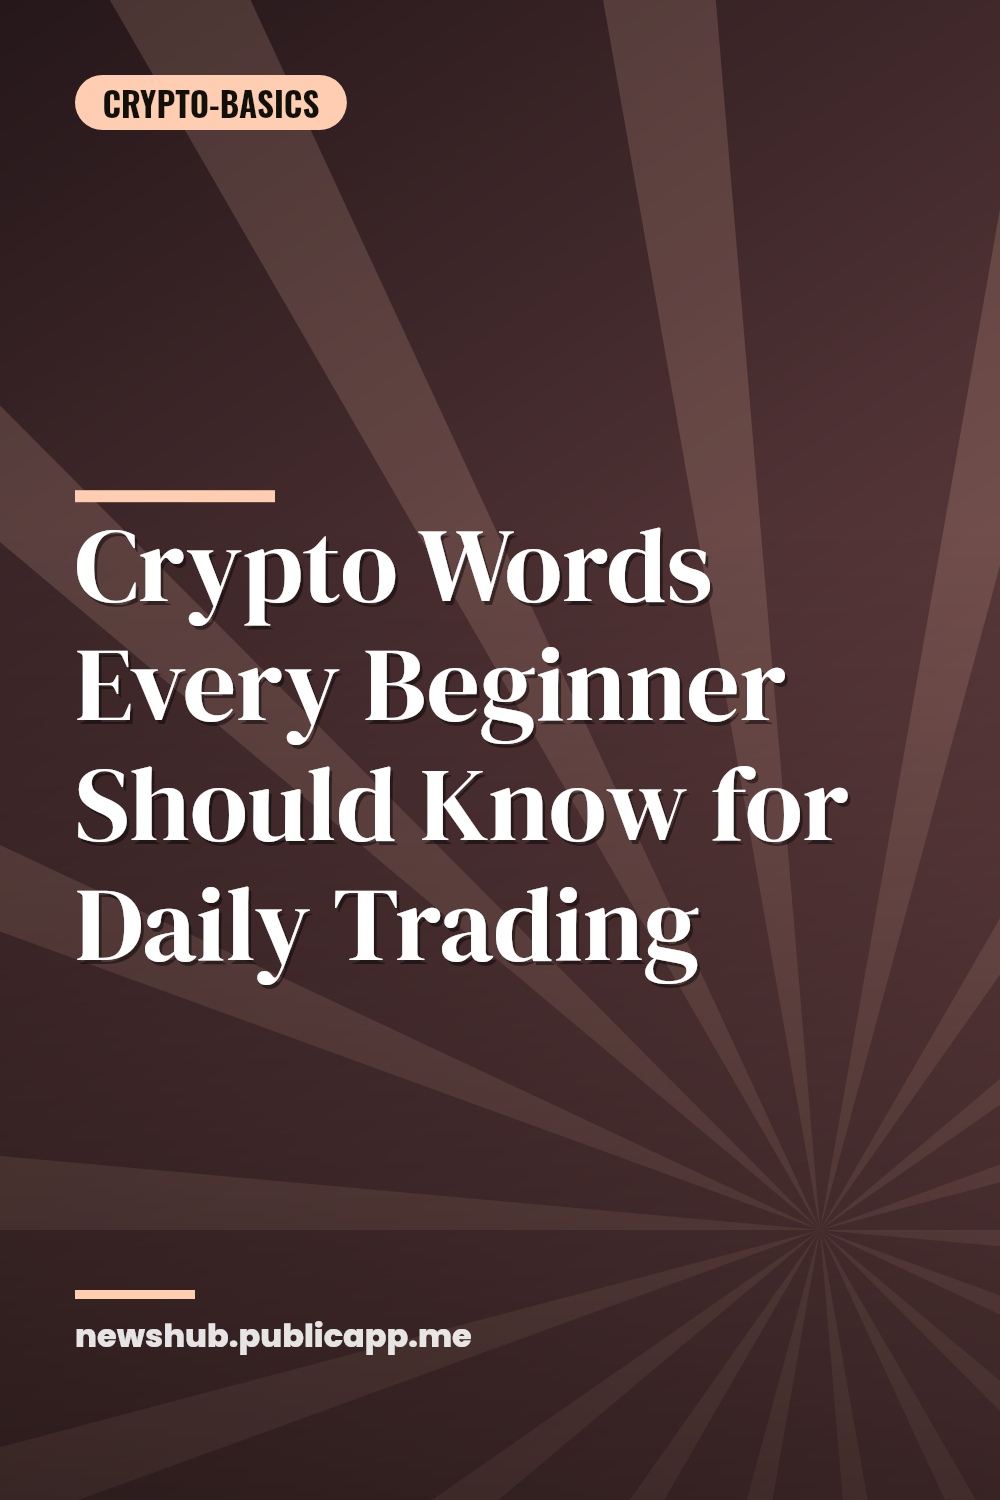 CRYPTO-BASICS
Crypto Words
Every Beginner
Should Know for
Daily Trading
newshub.publicapp.me